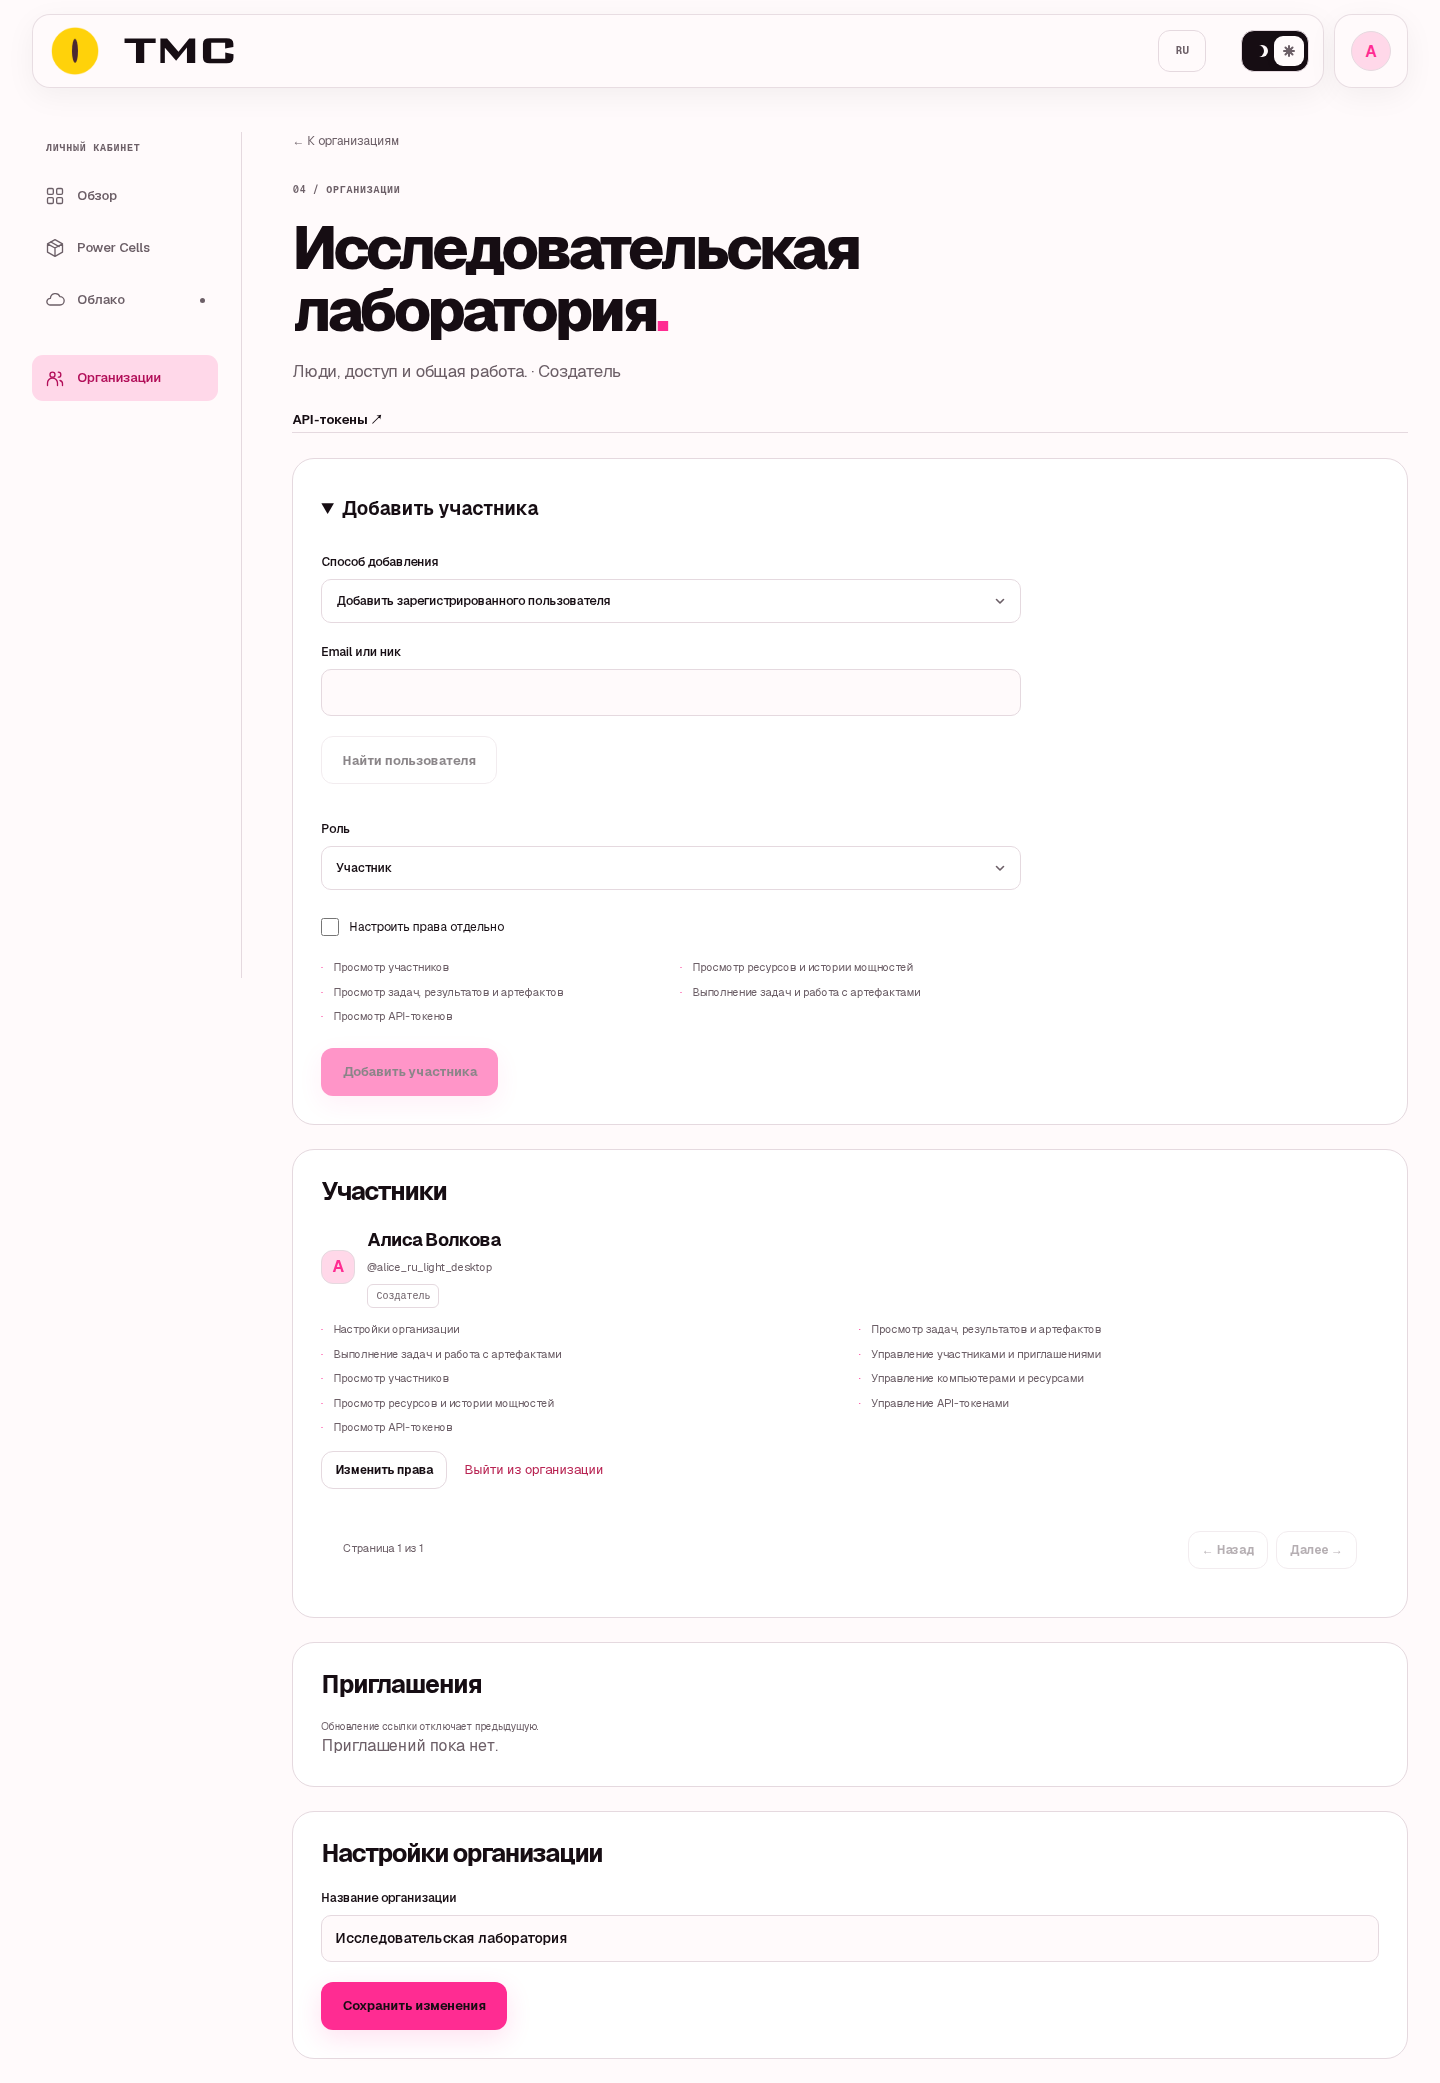 TMC
RU
A
ЛИЧНЫЙ КАБИНЕТ
Обзор
Power Cells
Облако
Организации
← К организациям
04 / ОРГАНИЗАЦИИ
Исследовательская
лаборатория.
Люди, доступ и общая работа. · Создатель
API-токены ↗
▼ Добавить участника
Способ добавления
Добавить зарегистрированного пользователя
Email или ник
Найти пользователя
Роль
Участник
Настроить права отдельно
· Просмотр участников
· Просмотр ресурсов и истории мощностей
· Просмотр задач, результатов и артефактов
· Выполнение задач и работа с артефактами
· Просмотр API-токенов
Добавить участника
Участники
A
Алиса Волкова
@alice_ru_light_desktop
Создатель
· Настройки организации
· Просмотр задач, результатов и артефактов
· Выполнение задач и работа с артефактами
· Управление участниками и приглашениями
· Просмотр участников
· Управление компьютерами и ресурсами
· Просмотр ресурсов и истории мощностей
· Управление API-токенами
· Просмотр API-токенов
Изменить права
Выйти из организации
Страница 1 из 1
← Назад
Далее →
Приглашения
Обновление ссылки отключает предыдущую.
Приглашений пока нет.
Настройки организации
Название организации
Исследовательская лаборатория
Сохранить изменения